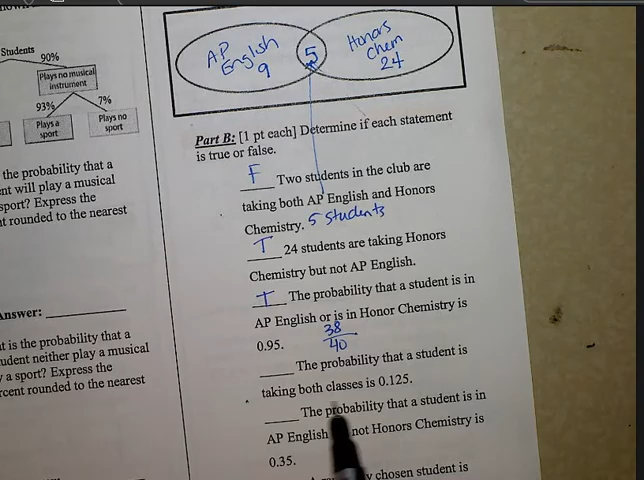 Students
90%
Plays no musical
instrument
93%
7%
Plays a
sport
Plays no
sport
the probability that a
nt will play a musical
sport? Express the
t rounded to the nearest
Answer:
t is the probability that a
udent neither play a musical
y a sport? Express the
rcent rounded to the nearest
AP
English
9
5
Honors
Chem
24
Part B: [1 pt each] Determine if each statement
is true or false.
F Two students in the club are
taking both AP English and Honors
Chemistry. 5 students
T 24 students are taking Honors
Chemistry but not AP English.
T The probability that a student is in
AP English or is in Honor Chemistry is
0.95. 38/40
The probability that a student is
taking both classes is 0.125.
The probability that a student is in
AP English not Honors Chemistry is
0.35.
chosen student is